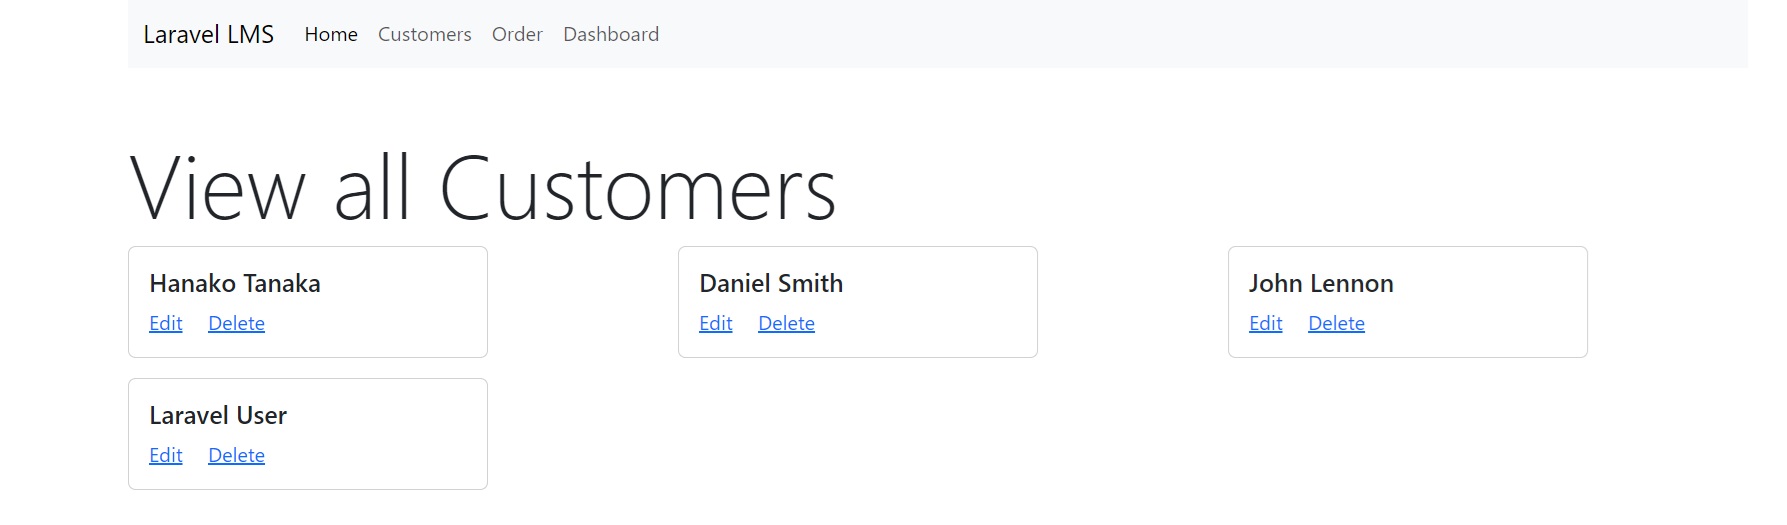 Laravel LMS Home Customers Order Dashboard
View all Customers
Hanako Tanaka
Edit Delete
Daniel Smith
Edit Delete
John Lennon
Edit Delete
Laravel User
Edit Delete